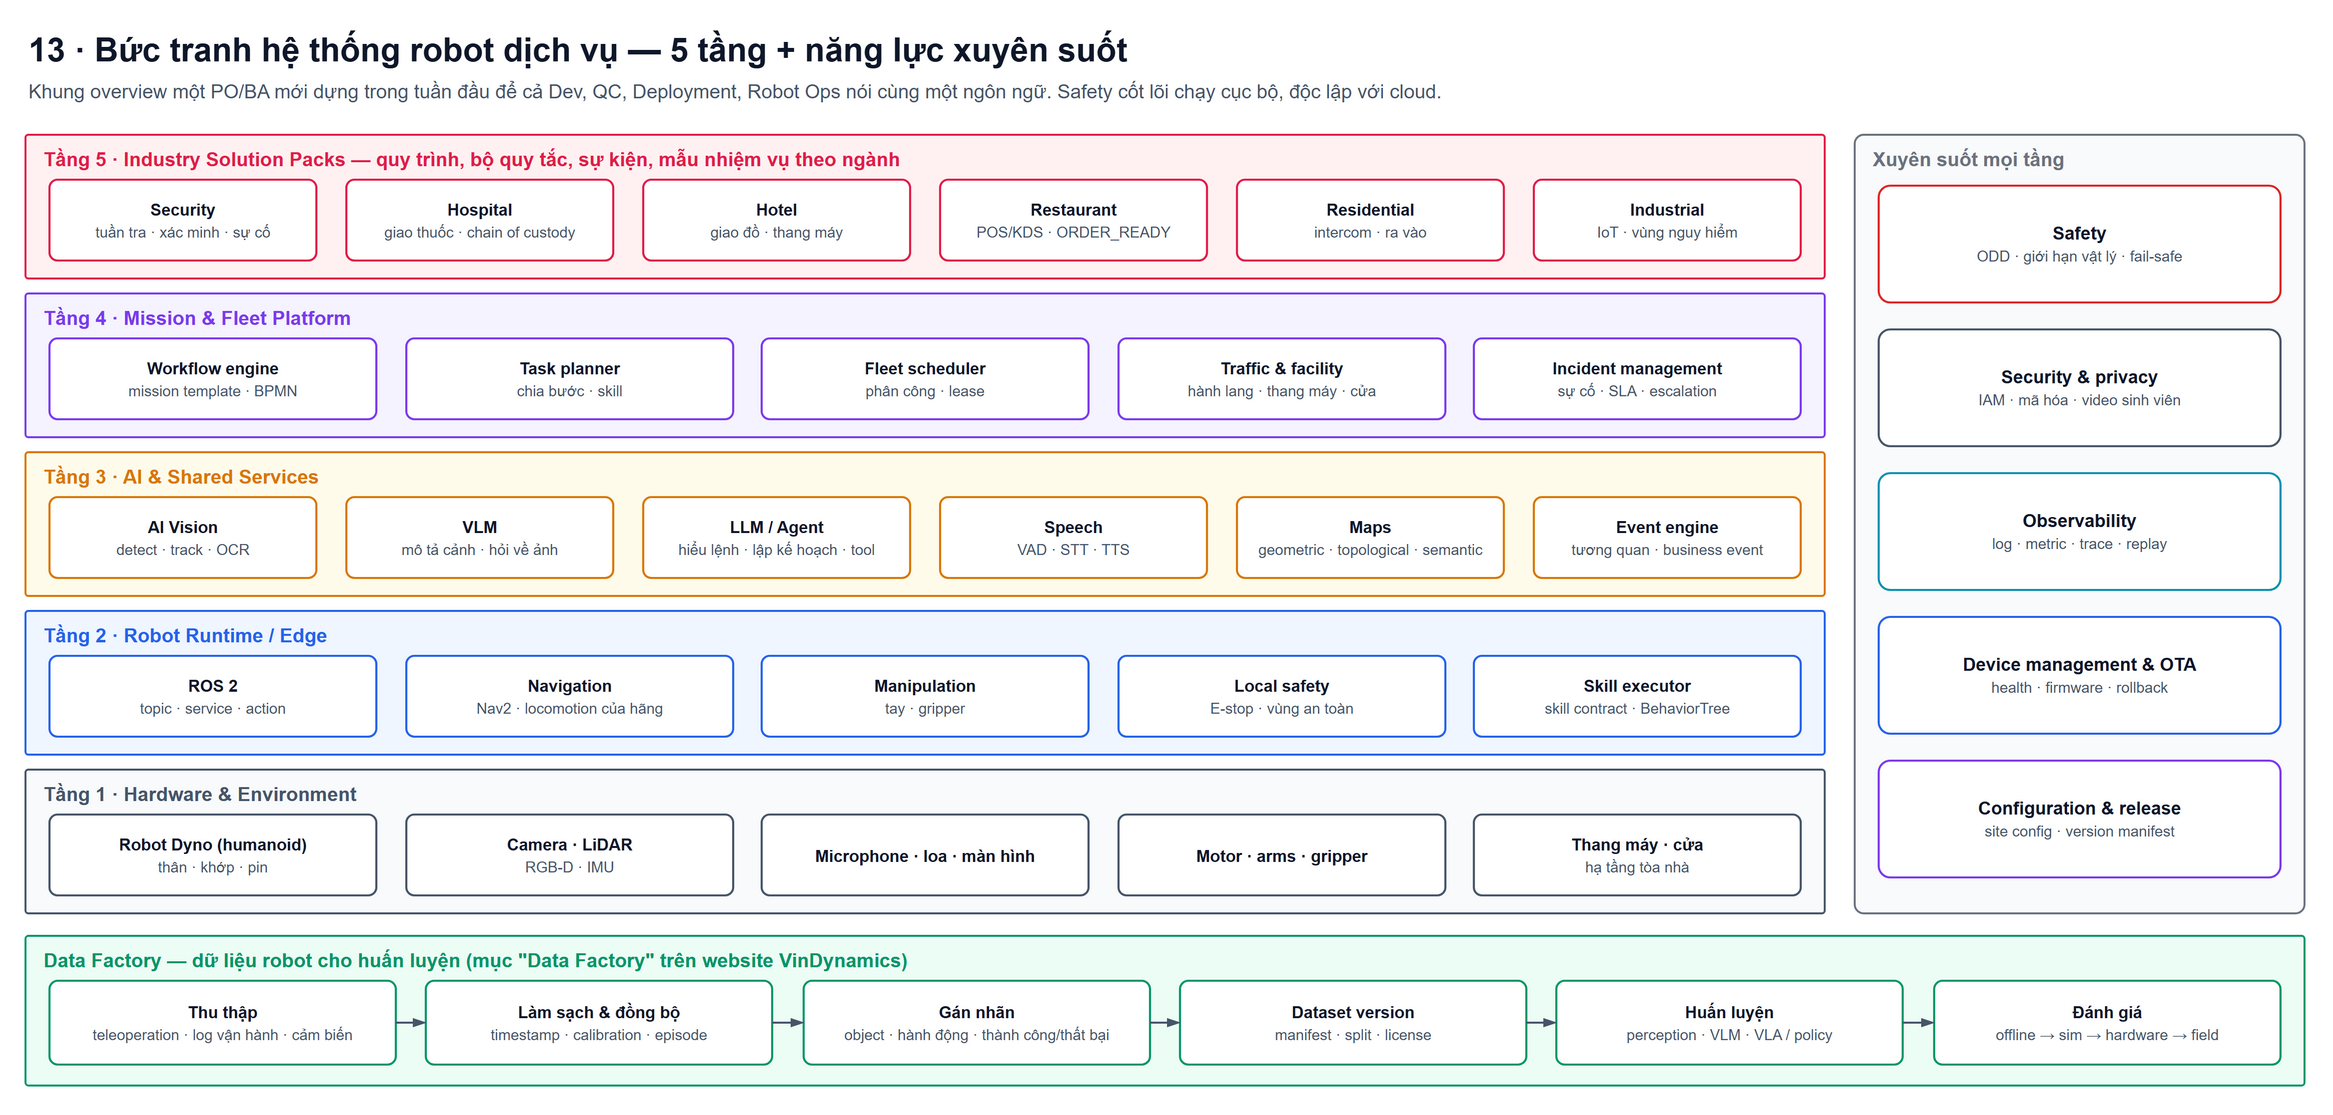 13 · Bức tranh hệ thống robot dịch vụ — 5 tầng + năng lực xuyên suốt
Khung overview một PO/BA mới dựng trong tuần đầu để cả Dev, QC, Deployment, Robot Ops nói cùng một ngôn ngữ. Safety cốt lõi chạy cục bộ, độc lập với cloud.
Tầng 5 · Industry Solution Packs — quy trình, bộ quy tắc, sự kiện, mẫu nhiệm vụ theo ngành
Security
tuần tra · xác minh · sự cố
Hospital
giao thuốc · chain of custody
Hotel
giao đồ · thang máy
Restaurant
POS/KDS · ORDER_READY
Residential
intercom · ra vào
Industrial
IoT · vùng nguy hiểm
Tầng 4 · Mission & Fleet Platform
Workflow engine
mission template · BPMN
Task planner
chia bước · skill
Fleet scheduler
phân công · lease
Traffic & facility
hành lang · thang máy · cửa
Incident management
sự cố · SLA · escalation
Tầng 3 · AI & Shared Services
AI Vision
detect · track · OCR
VLM
mô tả cảnh · hỏi về ảnh
LLM / Agent
hiểu lệnh · lập kế hoạch · tool
Speech
VAD · STT · TTS
Maps
geometric · topological · semantic
Event engine
tương quan · business event
Tầng 2 · Robot Runtime / Edge
ROS 2
topic · service · action
Navigation
Nav2 · locomotion của hãng
Manipulation
tay · gripper
Local safety
E-stop · vùng an toàn
Skill executor
skill contract · BehaviorTree
Tầng 1 · Hardware & Environment
Robot Dyno (humanoid)
thân · khớp · pin
Camera · LiDAR
RGB-D · IMU
Microphone · loa · màn hình
Motor · arms · gripper
Thang máy · cửa
hạ tầng tòa nhà
Xuyên suốt mọi tầng
Safety
ODD · giới hạn vật lý · fail-safe
Security & privacy
IAM · mã hóa · video sinh viên
Observability
log · metric · trace · replay
Device management & OTA
health · firmware · rollback
Configuration & release
site config · version manifest
Data Factory — dữ liệu robot cho huấn luyện (mục "Data Factory" trên website VinDynamics)
Thu thập
teleoperation · log vận hành · cảm biến
Làm sạch & đồng bộ
timestamp · calibration · episode
Gán nhãn
object · hành động · thành công/thất bại
Dataset version
manifest · split · license
Huấn luyện
perception · VLM · VLA / policy
Đánh giá
offline → sim → hardware → field